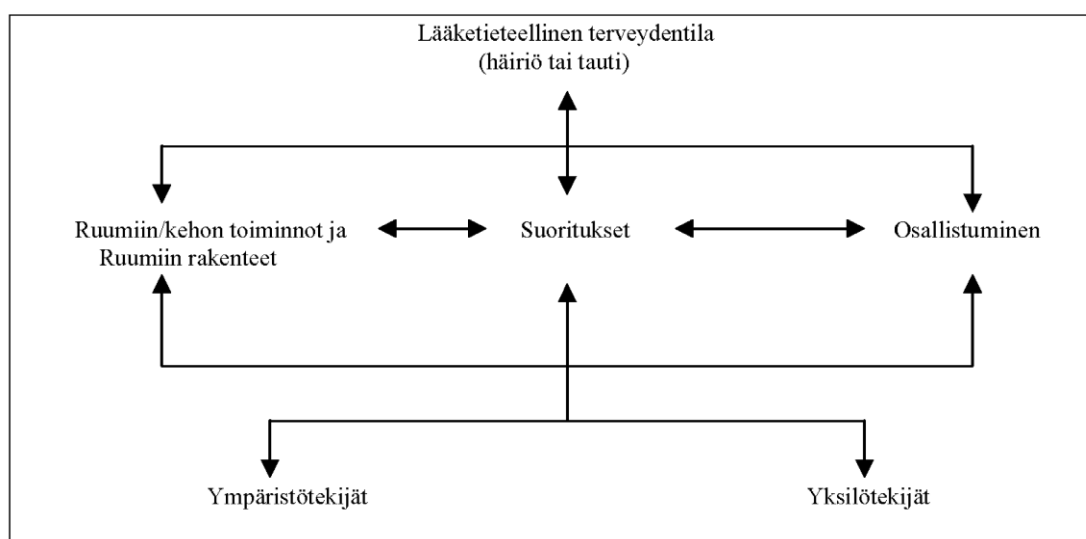 Lääketieteellinen terveydentila
(häiriö tai tauti)
Ruumiin/kehon toiminnot ja
Ruumiin rakenteet
Suoritukset
Osallistuminen
Ympäristötekijät
Yksilötekijät